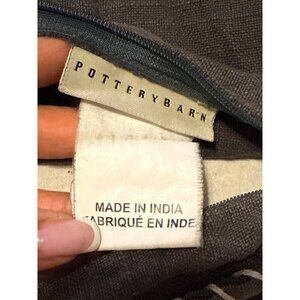 POTTERYBARN
MADE IN INDIA
FABRIQUÉ EN INDE